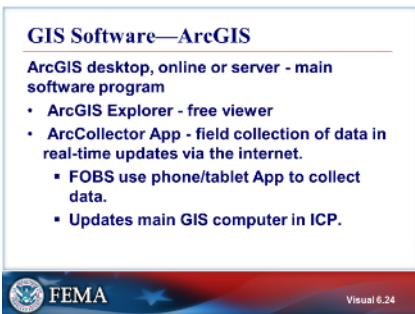 GIS Software—ArcGIS
ArcGIS desktop, online or server - main
software program
• ArcGIS Explorer - free viewer
• ArcCollector App - field collection of data in
real-time updates via the internet.
▪ FOBS use phone/tablet App to collect
data.
▪ Updates main GIS computer in ICP.
FEMA
Visual 6.24